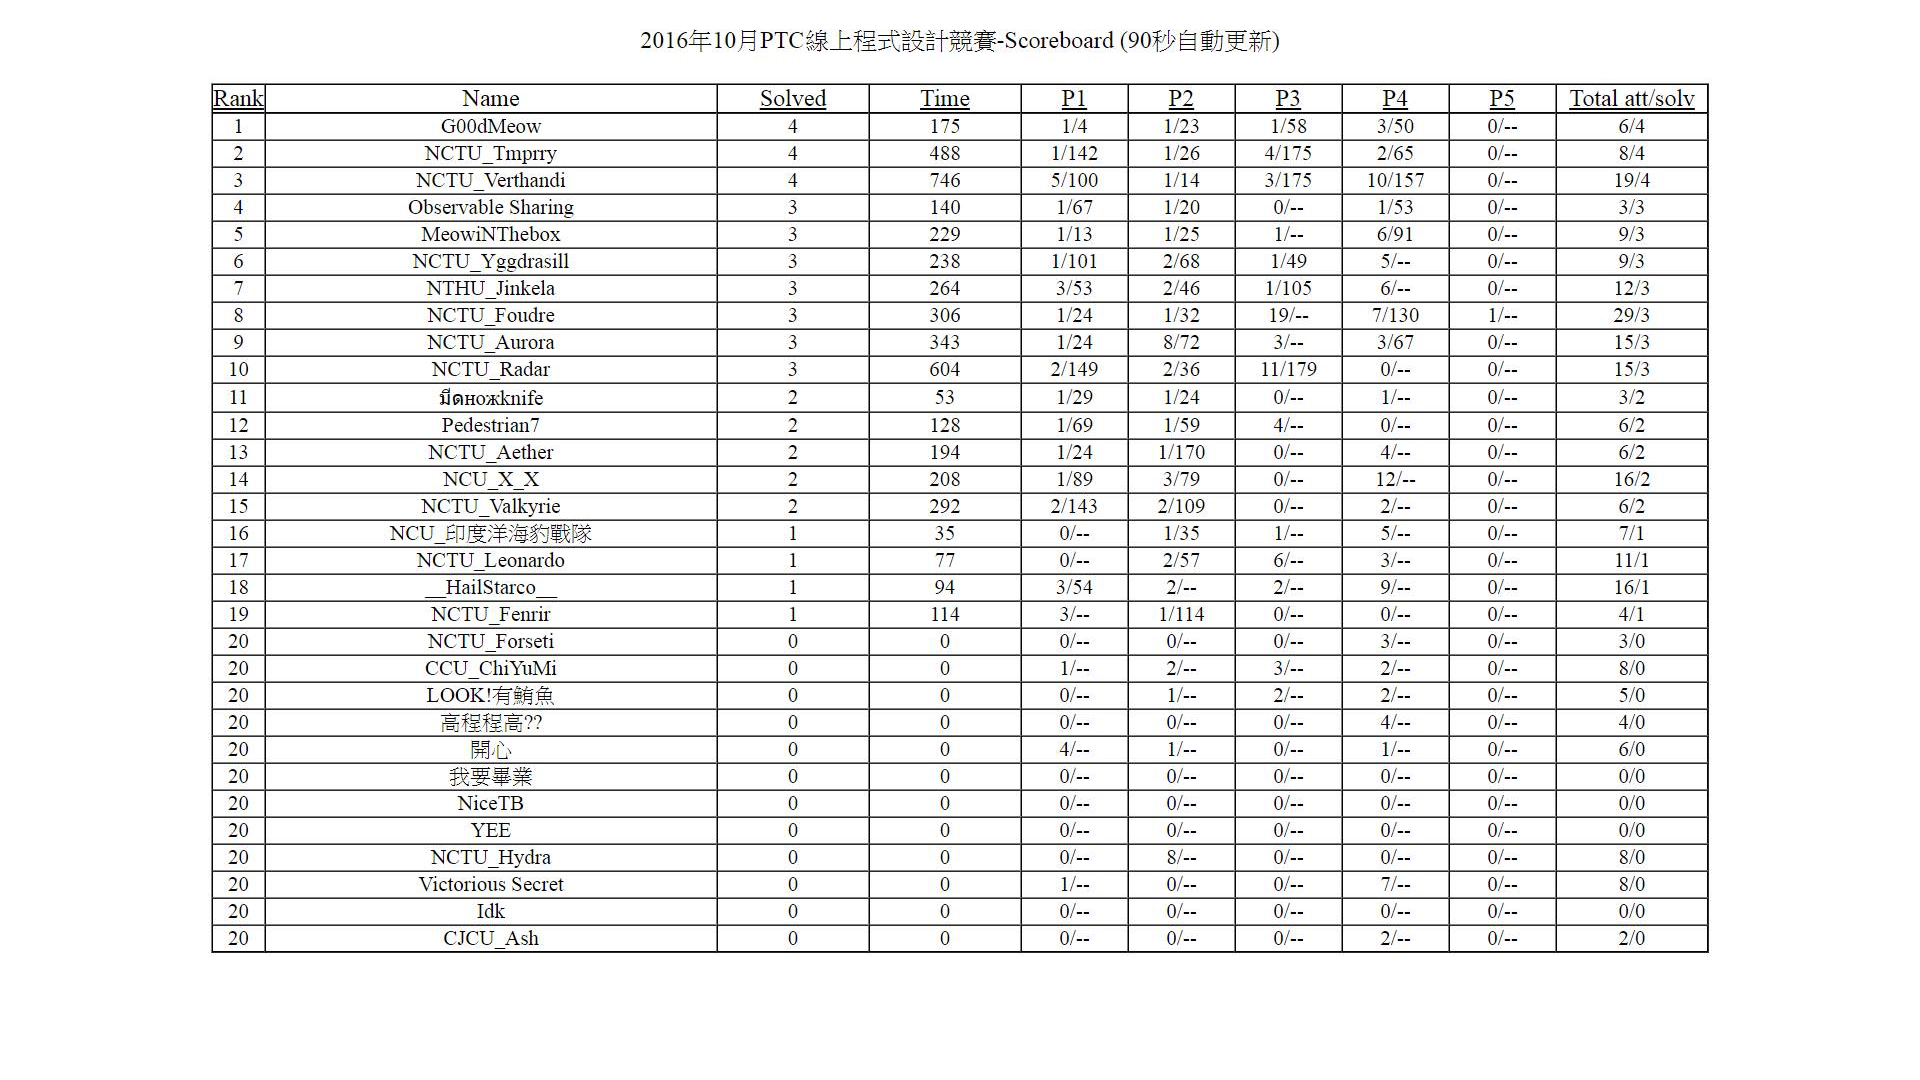 2016年10月PTC線上程式設計競賽-Scoreboard (90秒自動更新)
Rank Name Solved Time P1 P2 P3 P4 P5 Total att/solv
1 G00dMeow 4 175 1/4 1/23 1/58 3/50 0/-- 6/4
2 NCTU_Tmprry 4 488 1/142 1/26 4/175 2/65 0/-- 8/4
3 NCTU_Verthandi 4 746 5/100 1/14 3/175 10/157 0/-- 19/4
4 Observable Sharing 3 140 1/67 1/20 0/-- 1/53 0/-- 3/3
5 MeowiNThebox 3 229 1/13 1/25 1/-- 6/91 0/-- 9/3
6 NCTU_Yggdrasill 3 238 1/101 2/68 1/49 5/-- 0/-- 9/3
7 NTHU_Jinkela 3 264 3/53 2/46 1/105 6/-- 0/-- 12/3
8 NCTU_Foudre 3 306 1/24 1/32 19/-- 7/130 1/-- 29/3
9 NCTU_Aurora 3 343 1/24 8/72 3/-- 3/67 0/-- 15/3
10 NCTU_Radar 3 604 2/149 2/36 11/179 0/-- 0/-- 15/3
11 มีดножknife 2 53 1/29 1/24 0/-- 1/-- 0/-- 3/2
12 Pedestrian7 2 128 1/69 1/59 4/-- 0/-- 0/-- 6/2
13 NCTU_Aether 2 194 1/24 1/170 0/-- 4/-- 0/-- 6/2
14 NCU_X_X 2 208 1/89 3/79 0/-- 12/-- 0/-- 16/2
15 NCTU_Valkyrie 2 292 2/143 2/109 0/-- 2/-- 0/-- 6/2
16 NCU_印度洋海豹戰隊 1 35 0/-- 1/35 1/-- 5/-- 0/-- 7/1
17 NCTU_Leonardo 1 77 0/-- 2/57 6/-- 3/-- 0/-- 11/1
18 __HailStarco__ 1 94 3/54 2/-- 2/-- 9/-- 0/-- 16/1
19 NCTU_Fenrir 1 114 3/-- 1/114 0/-- 0/-- 0/-- 4/1
20 NCTU_Forseti 0 0 0/-- 0/-- 0/-- 3/-- 0/-- 3/0
20 CCU_ChiYuMi 0 0 1/-- 2/-- 3/-- 2/-- 0/-- 8/0
20 LOOK!有鮪魚 0 0 0/-- 1/-- 2/-- 2/-- 0/-- 5/0
20 高程程高?? 0 0 0/-- 0/-- 0/-- 4/-- 0/-- 4/0
20 開心 0 0 4/-- 1/-- 0/-- 1/-- 0/-- 6/0
20 我要畢業 0 0 0/-- 0/-- 0/-- 0/-- 0/-- 0/0
20 NiceTB 0 0 0/-- 0/-- 0/-- 0/-- 0/-- 0/0
20 YEE 0 0 0/-- 0/-- 0/-- 0/-- 0/-- 0/0
20 NCTU_Hydra 0 0 0/-- 8/-- 0/-- 0/-- 0/-- 8/0
20 Victorious Secret 0 0 1/-- 0/-- 0/-- 7/-- 0/-- 8/0
20 Idk 0 0 0/-- 0/-- 0/-- 0/-- 0/-- 0/0
20 CJCU_Ash 0 0 0/-- 0/-- 0/-- 2/-- 0/-- 2/0